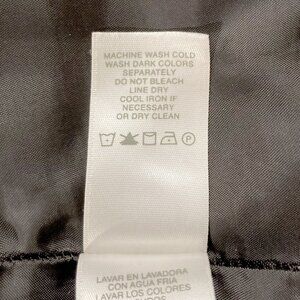 MACHINE WASH COLD
WASH DARK COLORS
SEPARATELY
DO NOT BLEACH
LINE DRY
COOL IRON IF
NECESSARY
OR DRY CLEAN
P
LAVAR EN LAVADORA
CON AGUA FRIA
LAVAR LOS COLORES